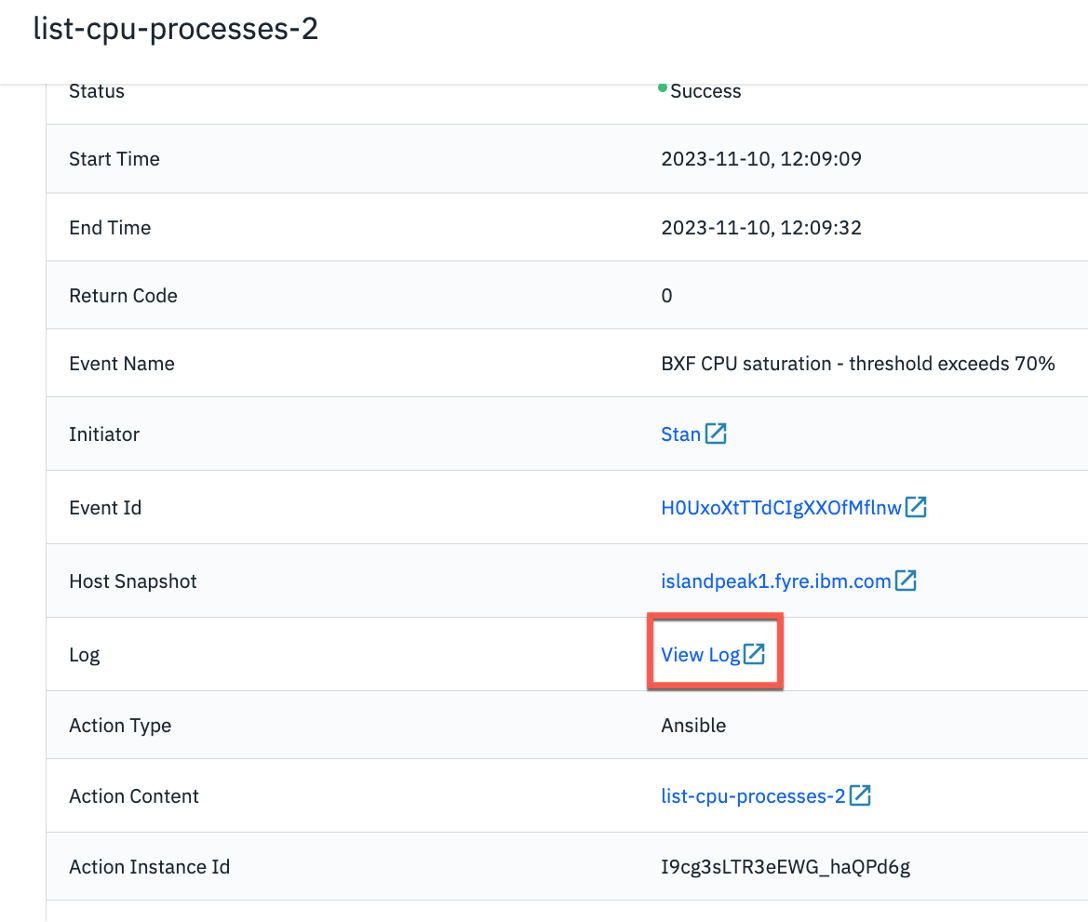 list-cpu-processes-2
Status Success
Start Time 2023-11-10, 12:09:09
End Time 2023-11-10, 12:09:32
Return Code 0
Event Name BXF CPU saturation - threshold exceeds 70%
Initiator Stan
Event Id H0UxoXtTTdCIgXXOfMflnw
Host Snapshot islandpeak1.fyre.ibm.com
Log View Log
Action Type Ansible
Action Content list-cpu-processes-2
Action Instance Id I9cg3sLTR3eEWG_haQPd6g